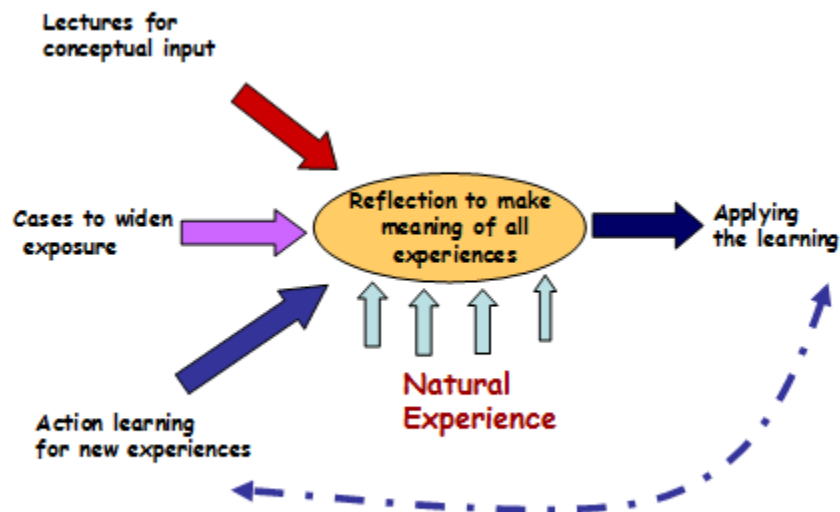 Lectures for
conceptual input
Reflection to make
meaning of all
experiences
Cases to widen
exposure
Applying
the learning
Natural
Experience
Action learning
for new experiences